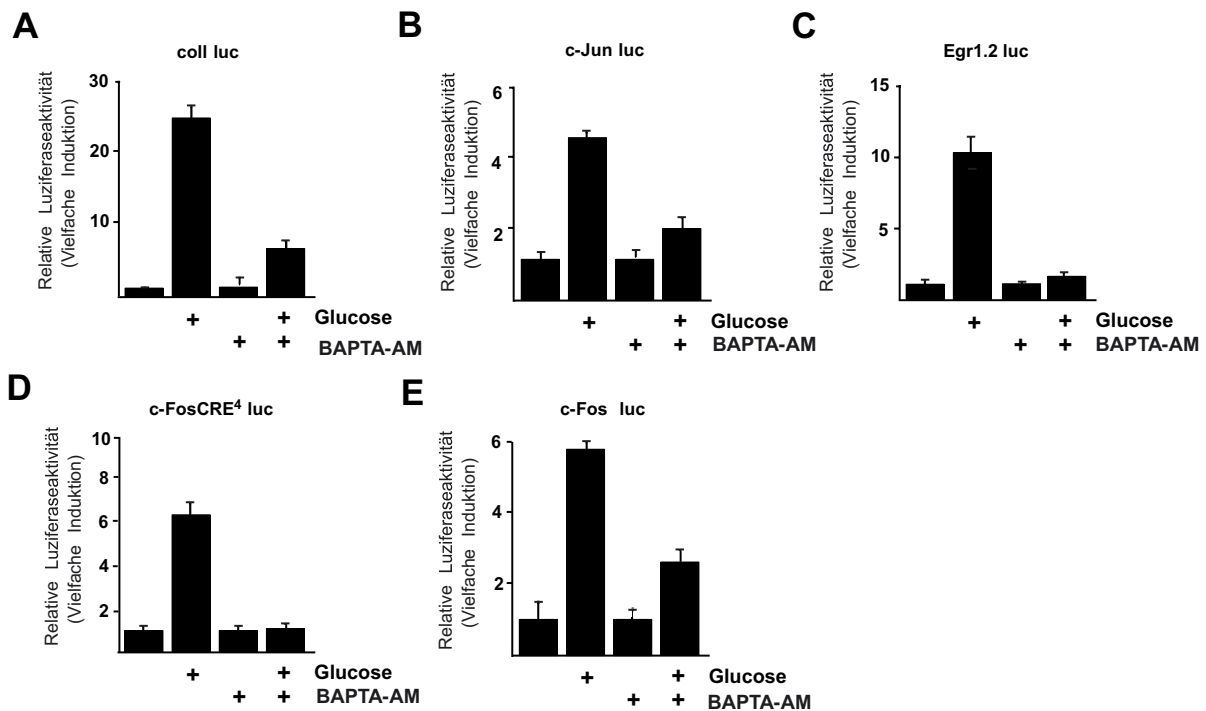 A
coll luc
Relative Luziferaseaktivität
(Vielfache Induktion)
30
20
10
+ + Glucose
+ + BAPTA-AM
B
c-Jun luc
Relative Luziferaseaktivität
(Vielfache Induktion)
6
4
2
+ + Glucose
+ + BAPTA-AM
C
Egr1.2 luc
Relative Luziferaseaktivität
(Vielfache Induktion)
15
10
5
+ + Glucose
+ + BAPTA-AM
D
c-FosCRE⁴ luc
Relative Luziferaseaktivität
(Vielfache Induktion)
10
8
6
4
2
+ + Glucose
+ + BAPTA-AM
E
c-Fos luc
Relative Luziferaseaktivität
(Vielfache Induktion)
6
4
2
+ + Glucose
+ + BAPTA-AM